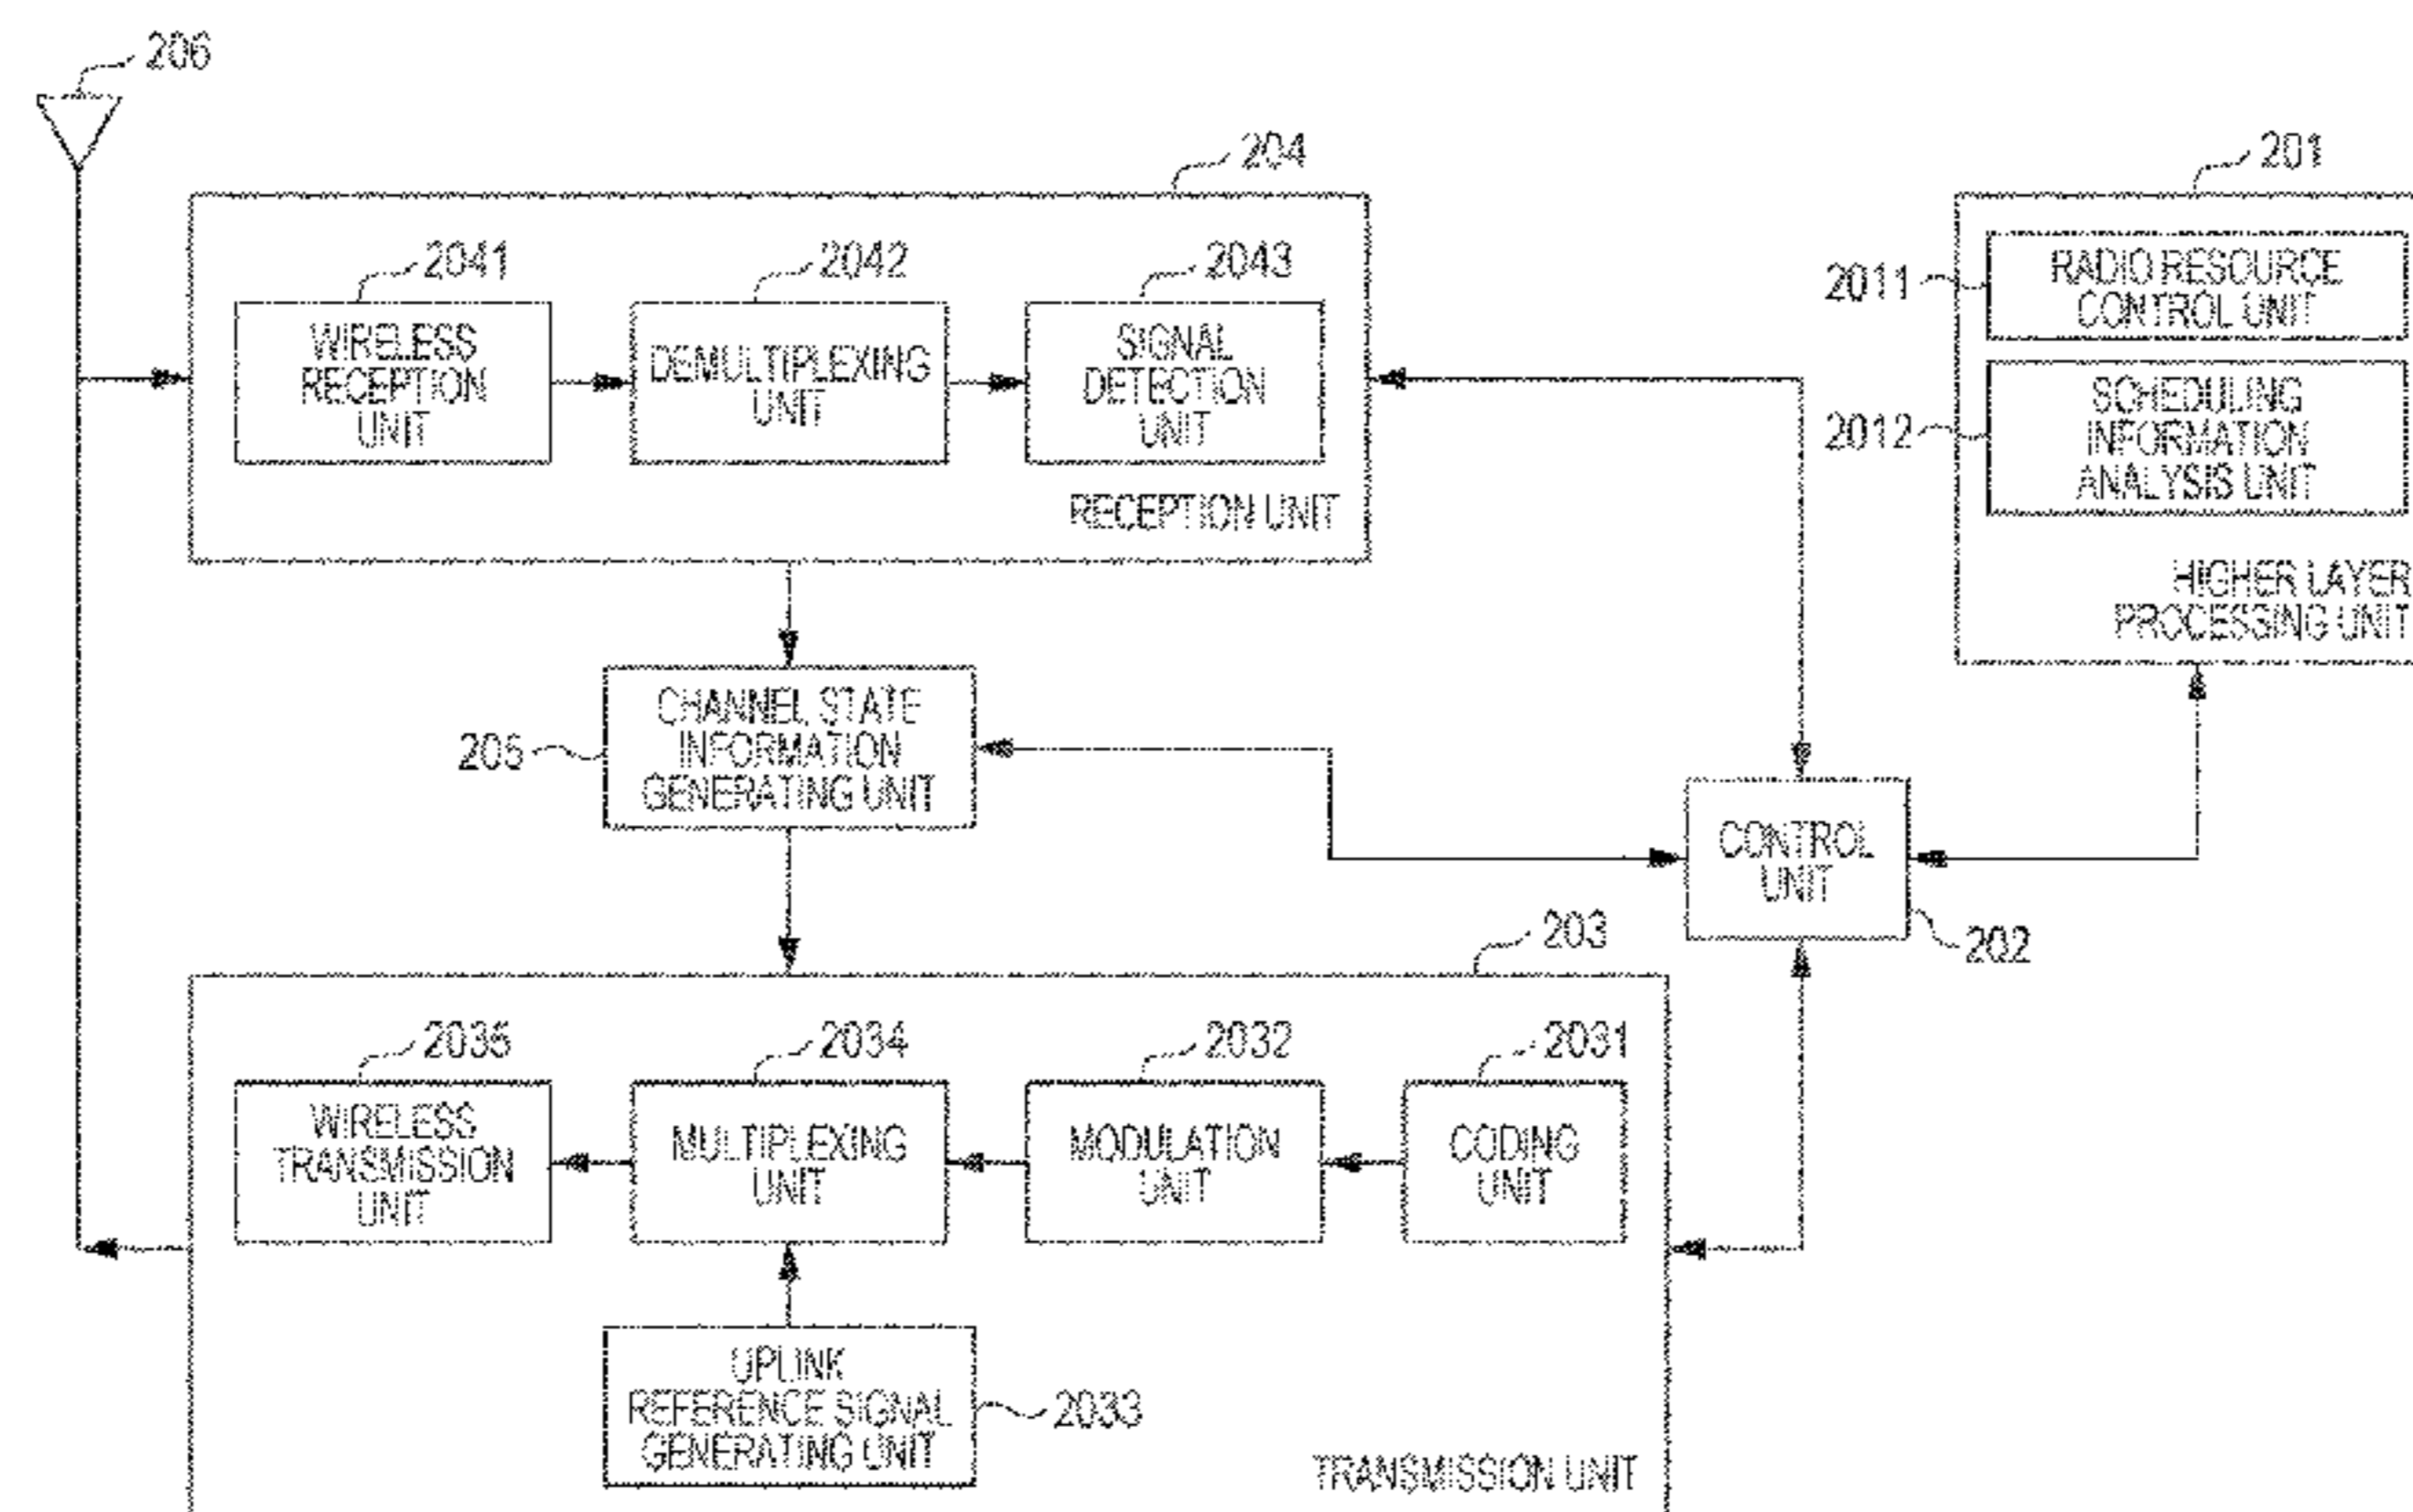 206
204
201
2041
2042
2043
WIRELESS
RECEPTION
UNIT
DEMULTIPLEXING
UNIT
SIGNAL
DETECTION
UNIT
RECEPTION UNIT
2011
RADIO RESOURCE
CONTROL UNIT
2012
SCHEDULING
INFORMATION
ANALYSIS UNIT
HIGHER LAYER
PROCESSING UNIT
205
CHANNEL STATE
INFORMATION
GENERATING UNIT
CONTROL
UNIT
202
203
2035
2034
2032
2031
WIRELESS
TRANSMISSION
UNIT
MULTIPLEXING
UNIT
MODULATION
UNIT
CODING
UNIT
UPLINK
REFERENCE SIGNAL
GENERATING UNIT
2033
TRANSMISSION UNIT